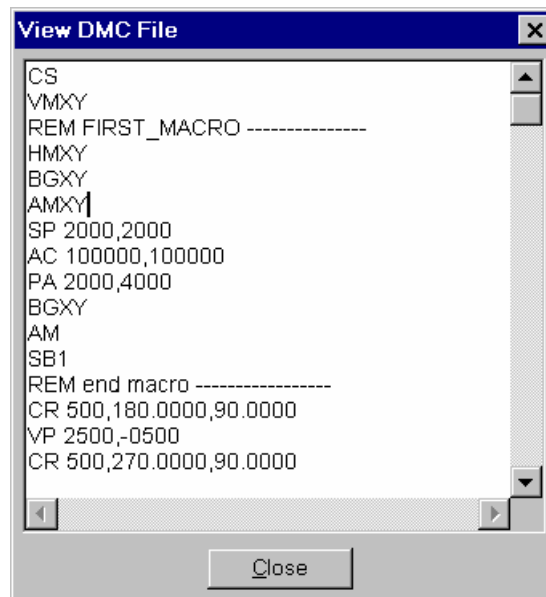 View DMC File
CS
VMXY
REM FIRST_MACRO ---------------
HMXY
BGXY
AMXY
SP 2000,2000
AC 100000,100000
PA 2000,4000
BGXY
AM
SB1
REM end macro -----------------
CR 500,180.0000,90.0000
VP 2500,-0500
CR 500,270.0000,90.0000
Close